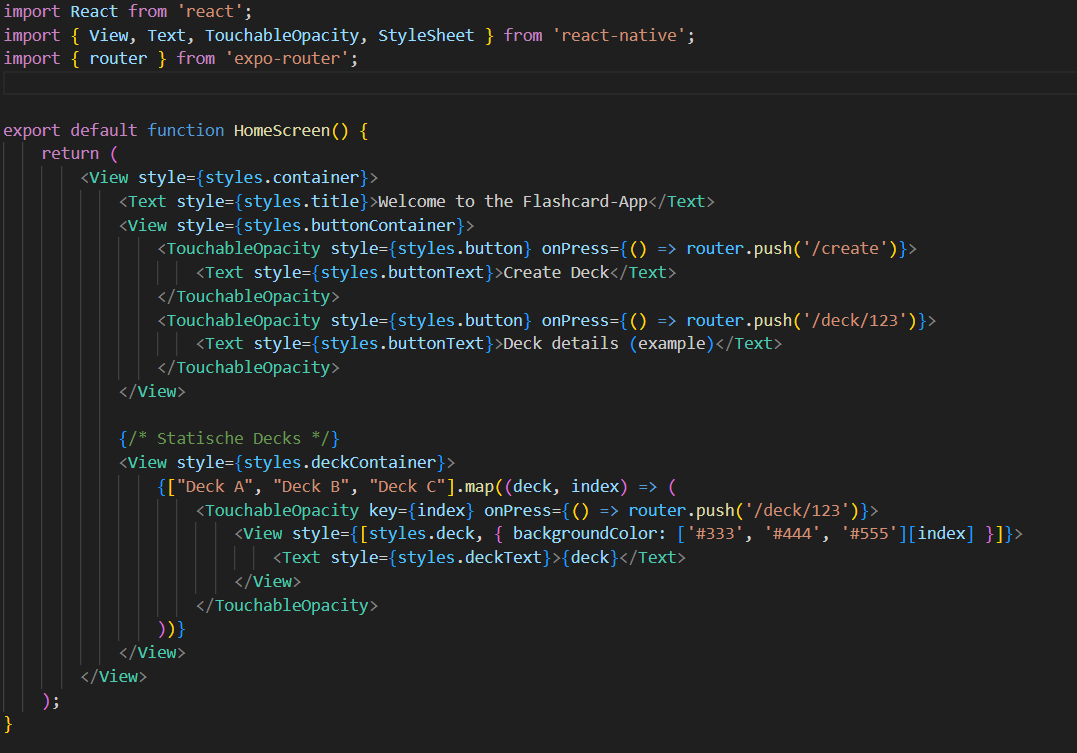 import React from 'react';
import { View, Text, TouchableOpacity, StyleSheet } from 'react-native';
import { router } from 'expo-router';
export default function HomeScreen() {
return (
<View style={styles.container}>
<Text style={styles.title}>Welcome to the Flashcard-App</Text>
<View style={styles.buttonContainer}>
<TouchableOpacity style={styles.button} onPress={() => router.push('/create')}>
<Text style={styles.buttonText}>Create Deck</Text>
</TouchableOpacity>
<TouchableOpacity style={styles.button} onPress={() => router.push('/deck/123')}>
<Text style={styles.buttonText}>Deck details (example)</Text>
</TouchableOpacity>
</View>
{/* Statische Decks */}
<View style={styles.deckContainer}>
{["Deck A", "Deck B", "Deck C"].map((deck, index) => (
<TouchableOpacity key={index} onPress={() => router.push('/deck/123')}>
<View style={[styles.deck, { backgroundColor: ['#333', '#444', '#555'][index] }]}>
<Text style={styles.deckText}>{deck}</Text>
</View>
</TouchableOpacity>
))}
</View>
</View>
);
}